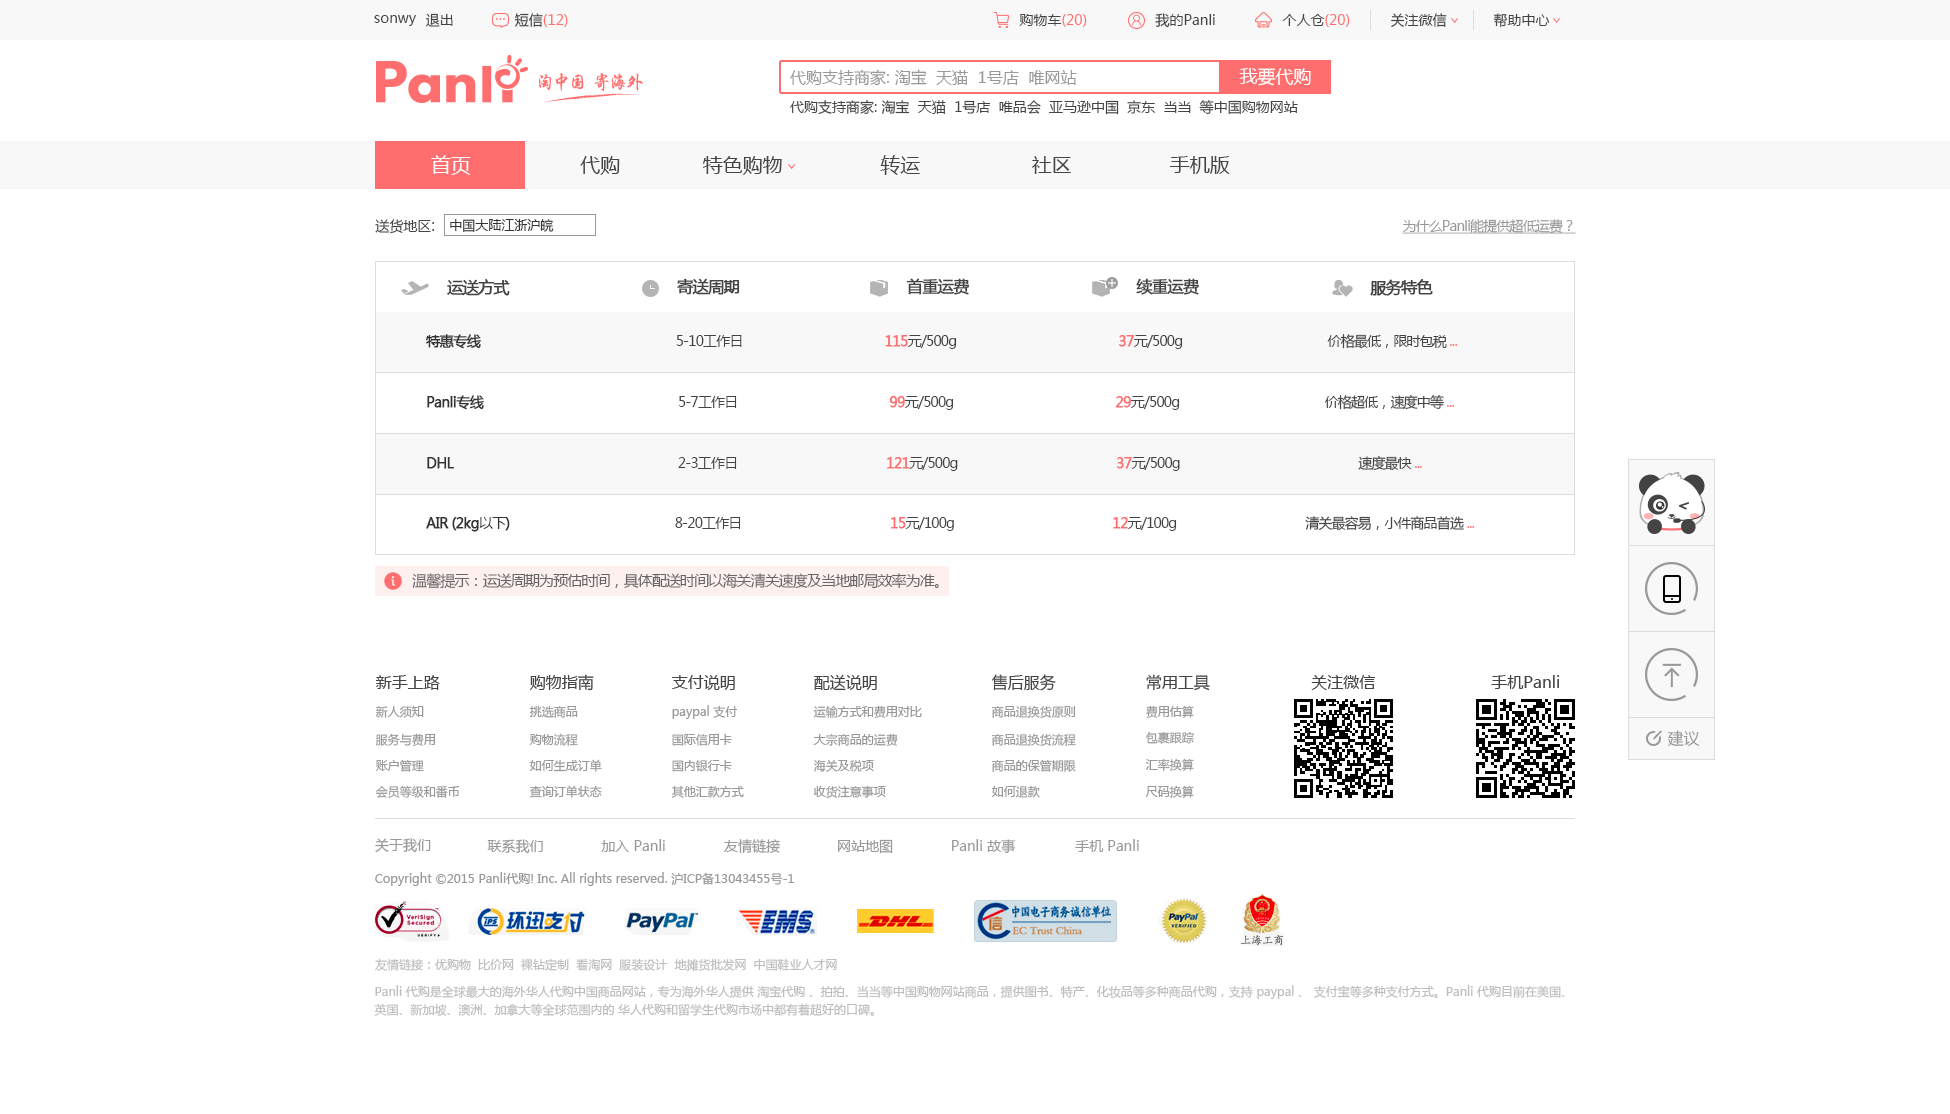 sonwy 退出 短信(12) 购物车(20) 我的Panli 个人仓(20) 关注微信 帮助中心
Panli 淘中国 寄海外
代购支持商家: 淘宝 天猫 1号店 唯网站 我要代购
代购支持商家: 淘宝 天猫 1号店 唯品会 亚马逊中国 京东 当当 等中国购物网站
首页 代购 特色购物 转运 社区 手机版
送货地区: 中国大陆江浙沪皖 为什么Panli能提供超低运费？
运送方式 寄送周期 首重运费 续重运费 服务特色
特惠专线 5-10工作日 115元/500g 37元/500g 价格最低，限时包税 ...
Panli专线 5-7工作日 99元/500g 29元/500g 价格超低，速度中等 ...
DHL 2-3工作日 121元/500g 37元/500g 速度最快 ...
AIR (2kg以下) 8-20工作日 15元/100g 12元/100g 清关最容易，小件商品首选 ...
温馨提示：运送周期为预估时间，具体配送时间以海关清关速度及当地邮局效率为准。
新手上路 购物指南 支付说明 配送说明 售后服务 常用工具 关注微信 手机Panli
新人须知 挑选商品 paypal 支付 运输方式和费用对比 商品退换货原则 费用估算
服务与费用 购物流程 国际信用卡 大宗商品的运费 商品退换货流程 包裹跟踪
建议
账户管理 如何生成订单 国内银行卡 海关及税项 商品的保管期限 汇率换算
会员等级和番币 查询订单状态 其他汇款方式 收货注意事项 如何退款 尺码换算
关于我们 联系我们 加入 Panli 友情链接 网站地图 Panli 故事 手机 Panli
Copyright ©2015 Panli代购! Inc. All rights reserved. 沪ICP备13043455号-1
VeriSign Secured VERIFY IPS 环迅支付 PayPal EMS DHL 信 中国电子商务诚信单位 EC Trust China PayPal VERIFIED 上海工商
友情链接：优购物 比价网 裸钻定制 看淘网 服装设计 地摊货批发网 中国鞋业人才网
Panli 代购是全球最大的海外华人代购中国商品网站，专为海外华人提供 淘宝代购 、拍拍、当当等中国购物网站商品，提供图书、特产、化妆品等多种商品代购，支持 paypal 、 支付宝等多种支付方式。Panli 代购目前在美国、
英国、新加坡、澳洲、加拿大等全球范围内的 华人代购和留学生代购市场中都有着超好的口碑。